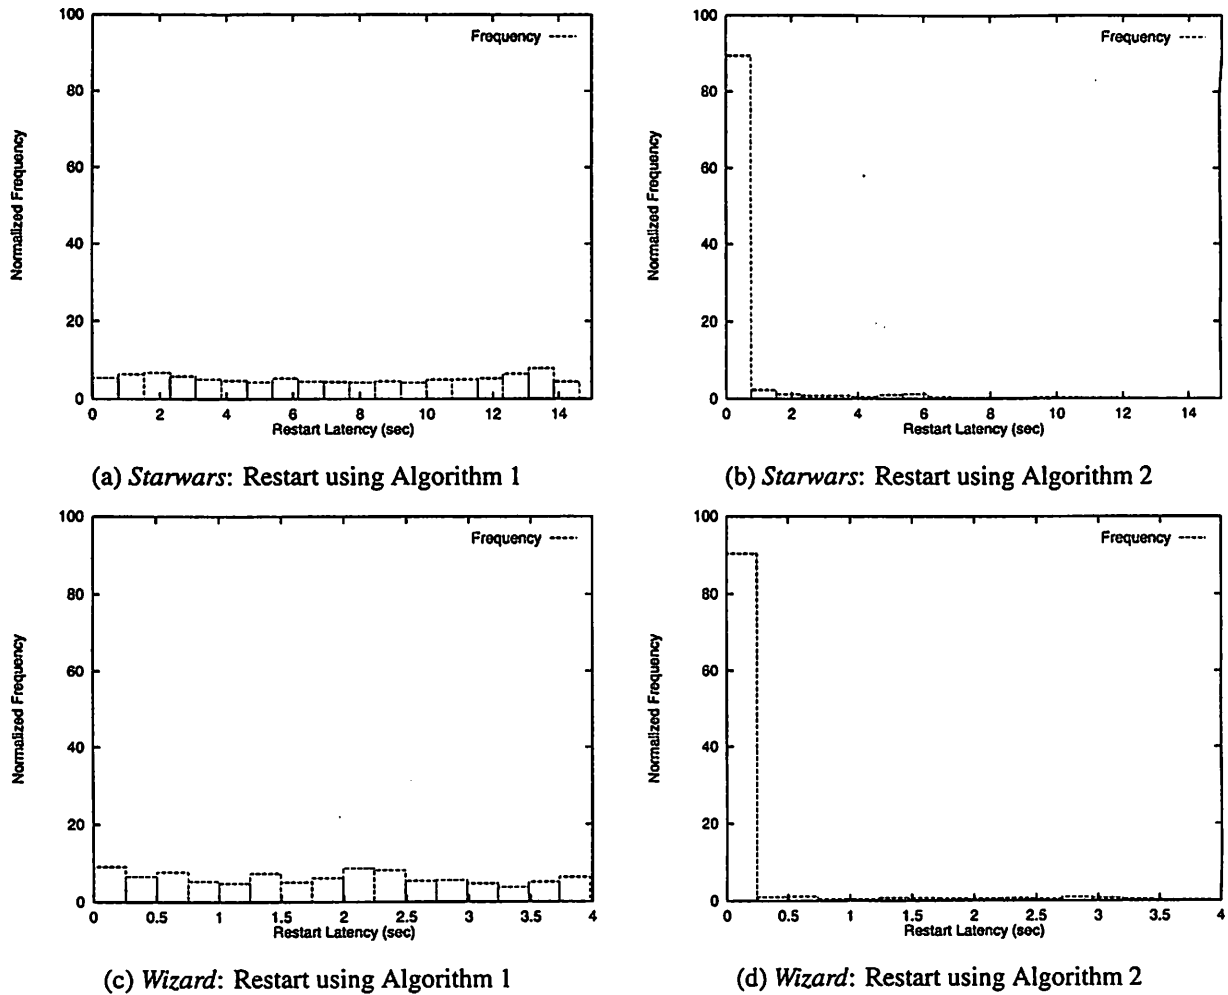 100
80
60
40
20
0
Normalized Frequency
Frequency
0 2 4 6 8 10 12 14
Restart Latency (sec)
(a) Starwars: Restart using Algorithm 1
100
80
60
40
20
0
Normalized Frequency
Frequency
0 2 4 6 8 10 12 14
Restart Latency (sec)
(b) Starwars: Restart using Algorithm 2
100
80
60
40
20
0
Normalized Frequency
Frequency
0 0.5 1 1.5 2 2.5 3 3.5 4
Restart Latency (sec)
(c) Wizard: Restart using Algorithm 1
100
80
60
40
20
0
Normalized Frequency
Frequency
0 0.5 1 1.5 2 2.5 3 3.5 4
Restart Latency (sec)
(d) Wizard: Restart using Algorithm 2